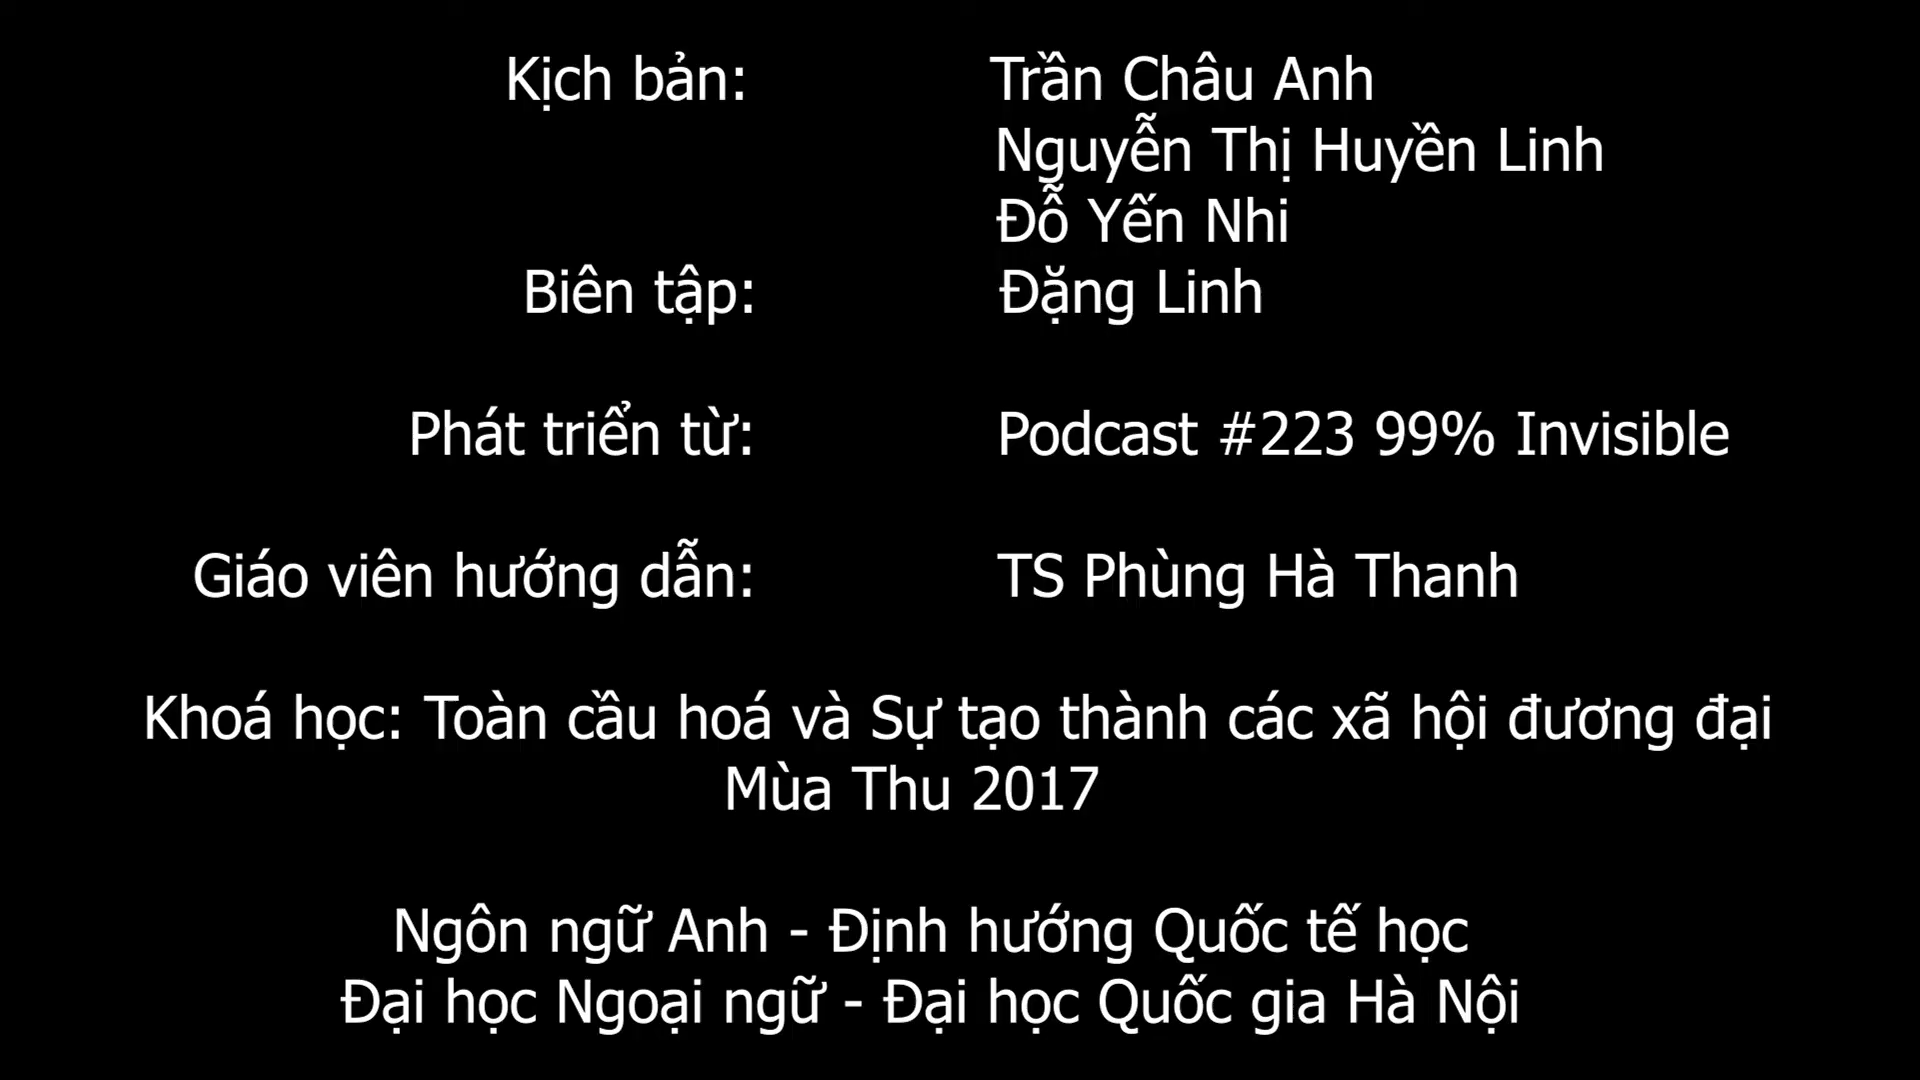 Kịch bản: Trần Châu Anh
Nguyễn Thị Huyền Linh
Đỗ Yến Nhi
Biên tập: Đặng Linh
Phát triển từ: Podcast #223 99% Invisible
Giáo viên hướng dẫn: TS Phùng Hà Thanh
Khoá học: Toàn cầu hoá và Sự tạo thành các xã hội đương đại
Mùa Thu 2017
Ngôn ngữ Anh - Định hướng Quốc tế học
Đại học Ngoại ngữ - Đại học Quốc gia Hà Nội